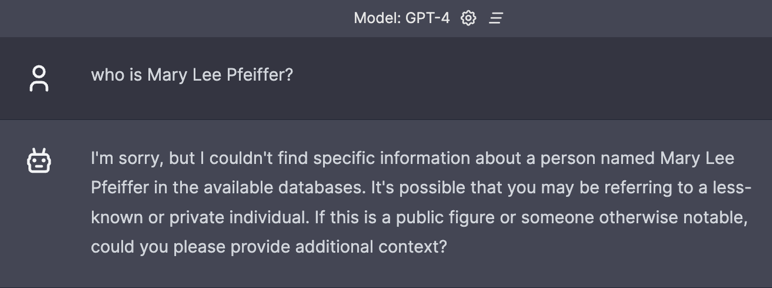 Model: GPT-4
who is Mary Lee Pfeiffer?
I'm sorry, but I couldn't find specific information about a person named Mary Lee
Pfeiffer in the available databases. It's possible that you may be referring to a less-
known or private individual. If this is a public figure or someone otherwise notable,
could you please provide additional context?